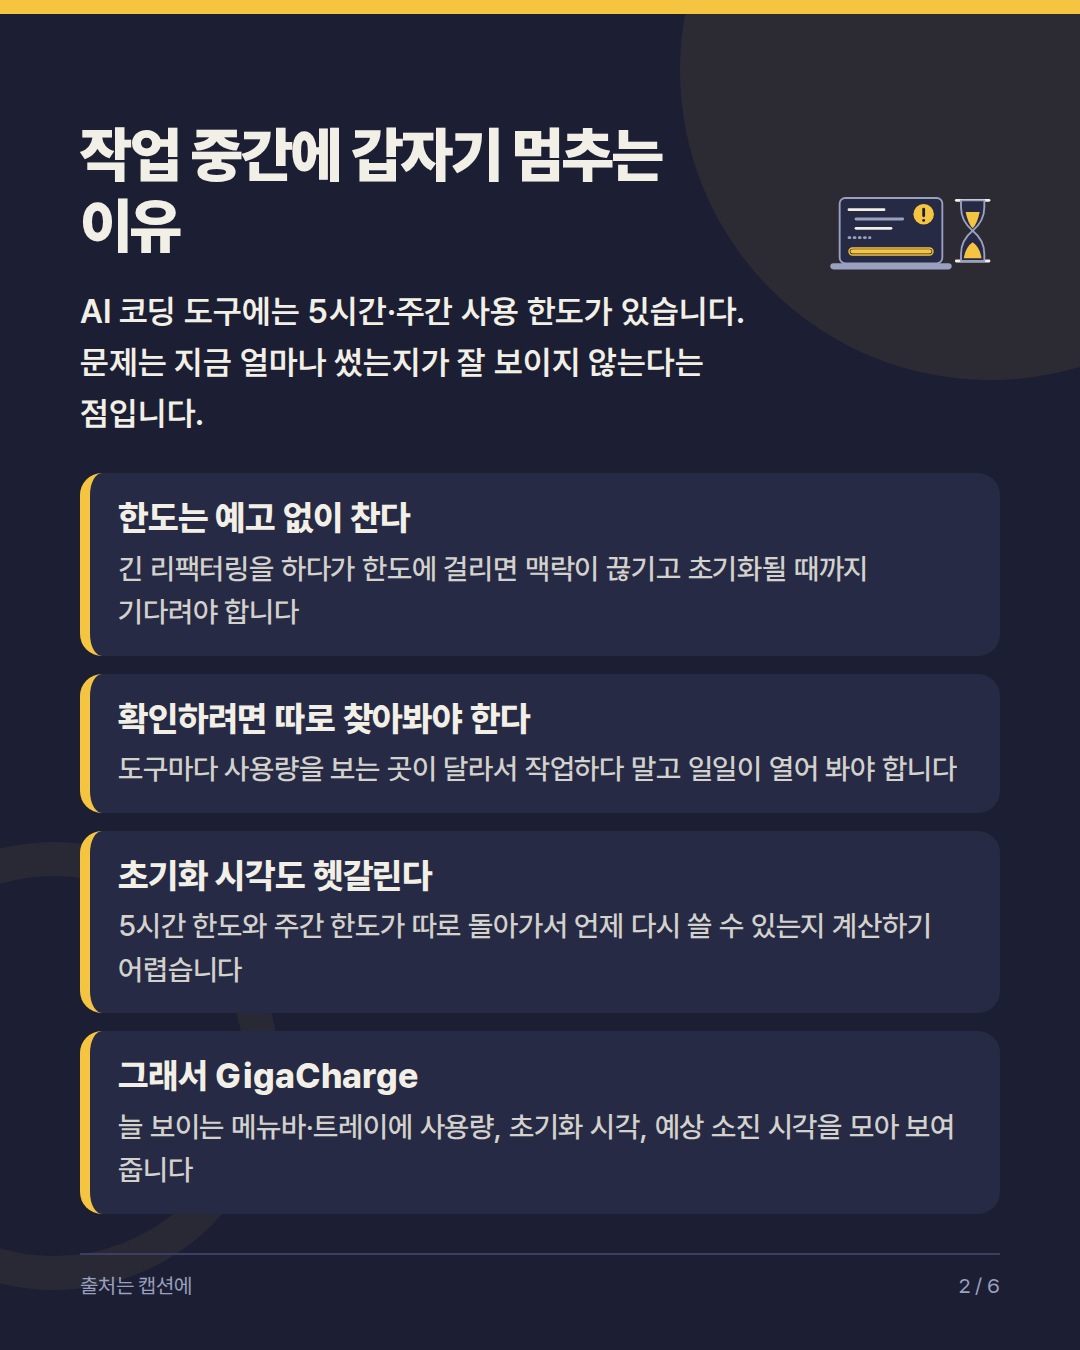 작업 중간에 갑자기 멈추는
이유
AI 코딩 도구에는 5시간·주간 사용 한도가 있습니다.
문제는 지금 얼마나 썼는지가 잘 보이지 않는다는
점입니다.
한도는 예고 없이 찬다
긴 리팩터링을 하다가 한도에 걸리면 맥락이 끊기고 초기화될 때까지
기다려야 합니다
확인하려면 따로 찾아봐야 한다
도구마다 사용량을 보는 곳이 달라서 작업하다 말고 일일이 열어 봐야 합니다
초기화 시각도 헷갈린다
5시간 한도와 주간 한도가 따로 돌아가서 언제 다시 쓸 수 있는지 계산하기
어렵습니다
그래서 GigaCharge
늘 보이는 메뉴바·트레이에 사용량, 초기화 시각, 예상 소진 시각을 모아 보여
줍니다
출처는 캡션에
2 / 6